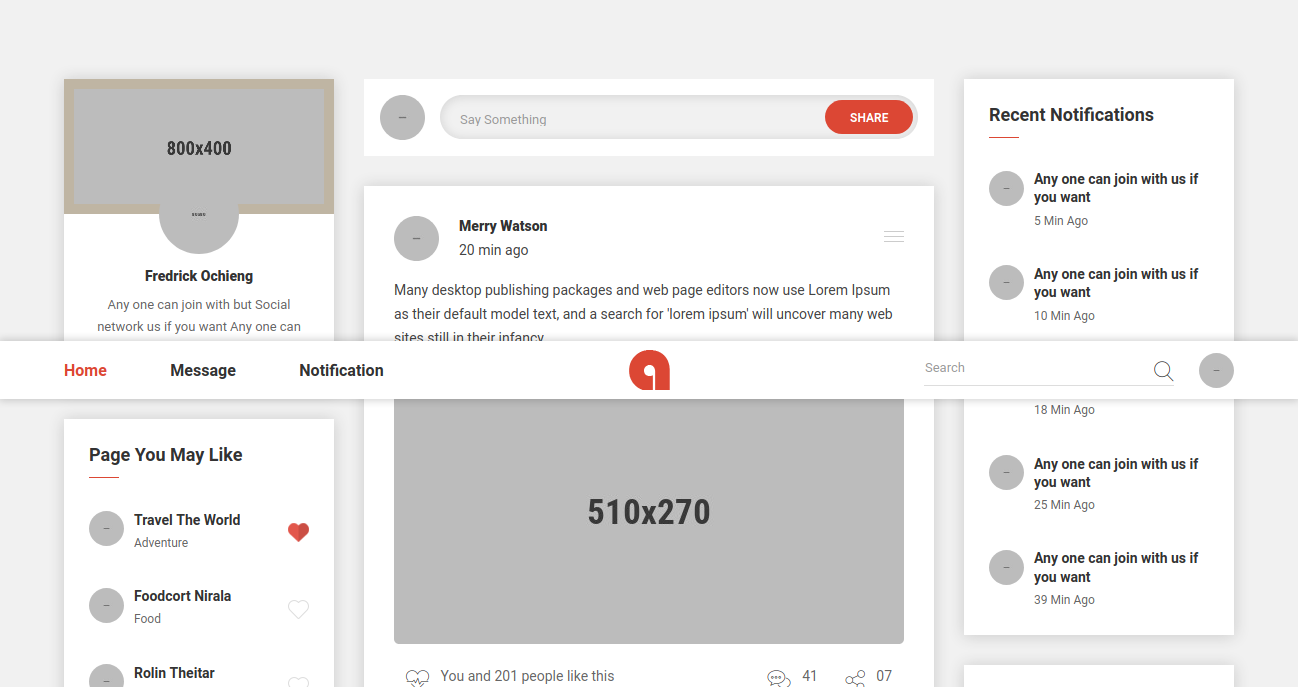 800x400
Fredrick Ochieng
Any one can join with but Social
network us if you want Any one can
Say Something
SHARE
Merry Watson
20 min ago
Many desktop publishing packages and web page editors now use Lorem Ipsum
as their default model text, and a search for 'lorem ipsum' will uncover many web
sites still in their infancy
Recent Notifications
Any one can join with us if
you want
5 Min Ago
Any one can join with us if
you want
10 Min Ago
Home
Message
Notification
Search
Page You May Like
Travel The World
Adventure
Foodcort Nirala
Food
Rolin Theitar
510x270
You and 201 people like this
41
07
18 Min Ago
Any one can join with us if
you want
25 Min Ago
Any one can join with us if
you want
39 Min Ago